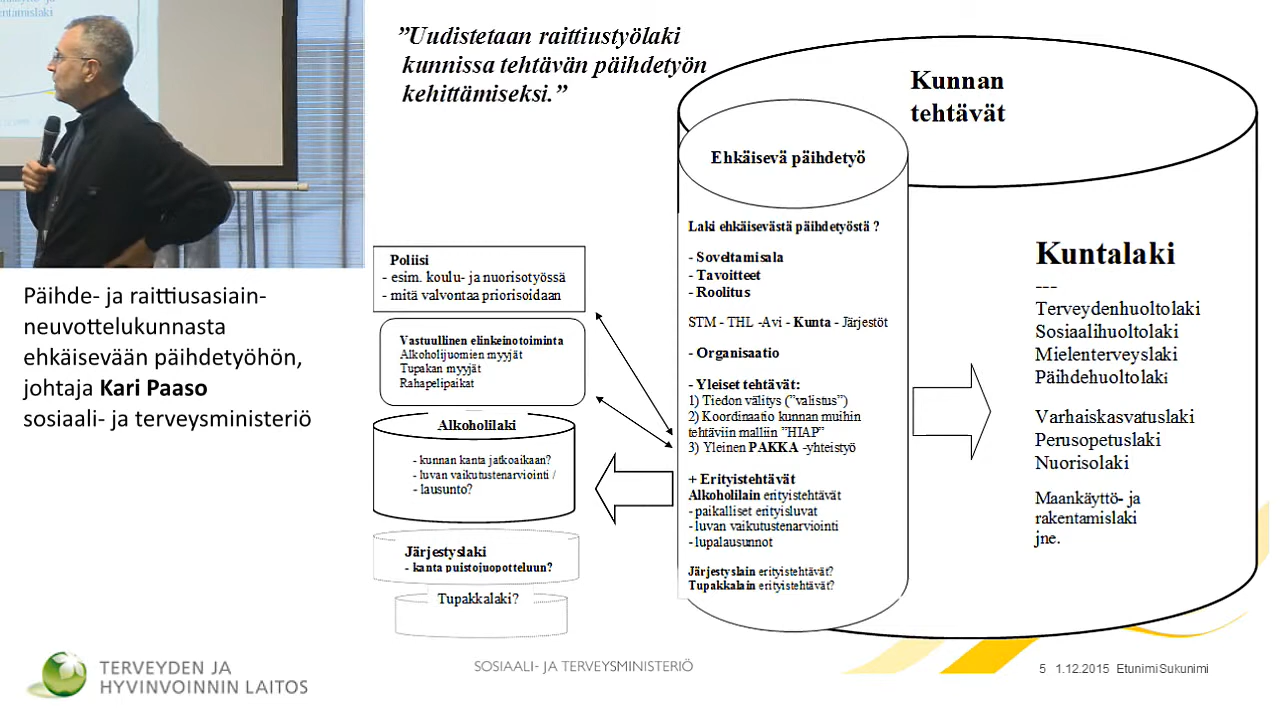 ”Uudistetaan raittiustyölaki
kunnissa tehtävän päihdetyön
kehittämiseksi.”
Kunnan
tehtävät
Ehkäisevä päihdetyö
Laki ehkäisevästä päihdetyöstä ?
- Soveltamisala
- Tavoitteet
- Roolitus
STM - THL -Avi - Kunta - Järjestöt
- Organisaatio
- Yleiset tehtävät:
1) Tiedon välitys (”valistus”)
2) Koordinaatio kunnan muihin
tehtäviin malliin ”HIAP”
3) Yleinen PAKKA -yhteistyö
+ Erityistehtävät
Alkoholilain erityistehtävät
- paikalliset erityisluvat
- luvan vaikutustenarviointi
- lupalausunnot
Järjestyslain erityistehtävät?
Tupakkalain erityistehtävät?
Kuntalaki
---
Terveydenhuoltolaki
Sosiaalihuoltolaki
Mielenterveyslaki
Päihdehuoltolaki
Varhaiskasvatuslaki
Perusopetuslaki
Nuorisolaki
Maankäyttö- ja
rakentamislaki
jne.
Poliisi
- esim. koulu- ja nuorisotyössä
- mitä valvontaa priorisoidaan
Vastuullinen elinkeinotoiminta
Alkoholijuomien myyjät
Tupakan myyjät
Rahapelipaikat
Alkoholilaki
- kunnan kanta jatkoaikaan?
- luvan vaikutustenarviointi /
- lausunto?
Järjestyslaki
- kanta puistojuopotteluun?
Tupakkalaki?
Päihde- ja raittiusasiain-
neuvottelukunnasta
ehkäisevään päihdetyöhön,
johtaja Kari Paaso
sosiaali- ja terveysministeriö
TERVEYDEN JA
HYVINVOINNIN LAITOS
SOSIAALI- JA TERVEYSMINISTERIÖ
5 1.12.2015 Etunimi Sukunimi